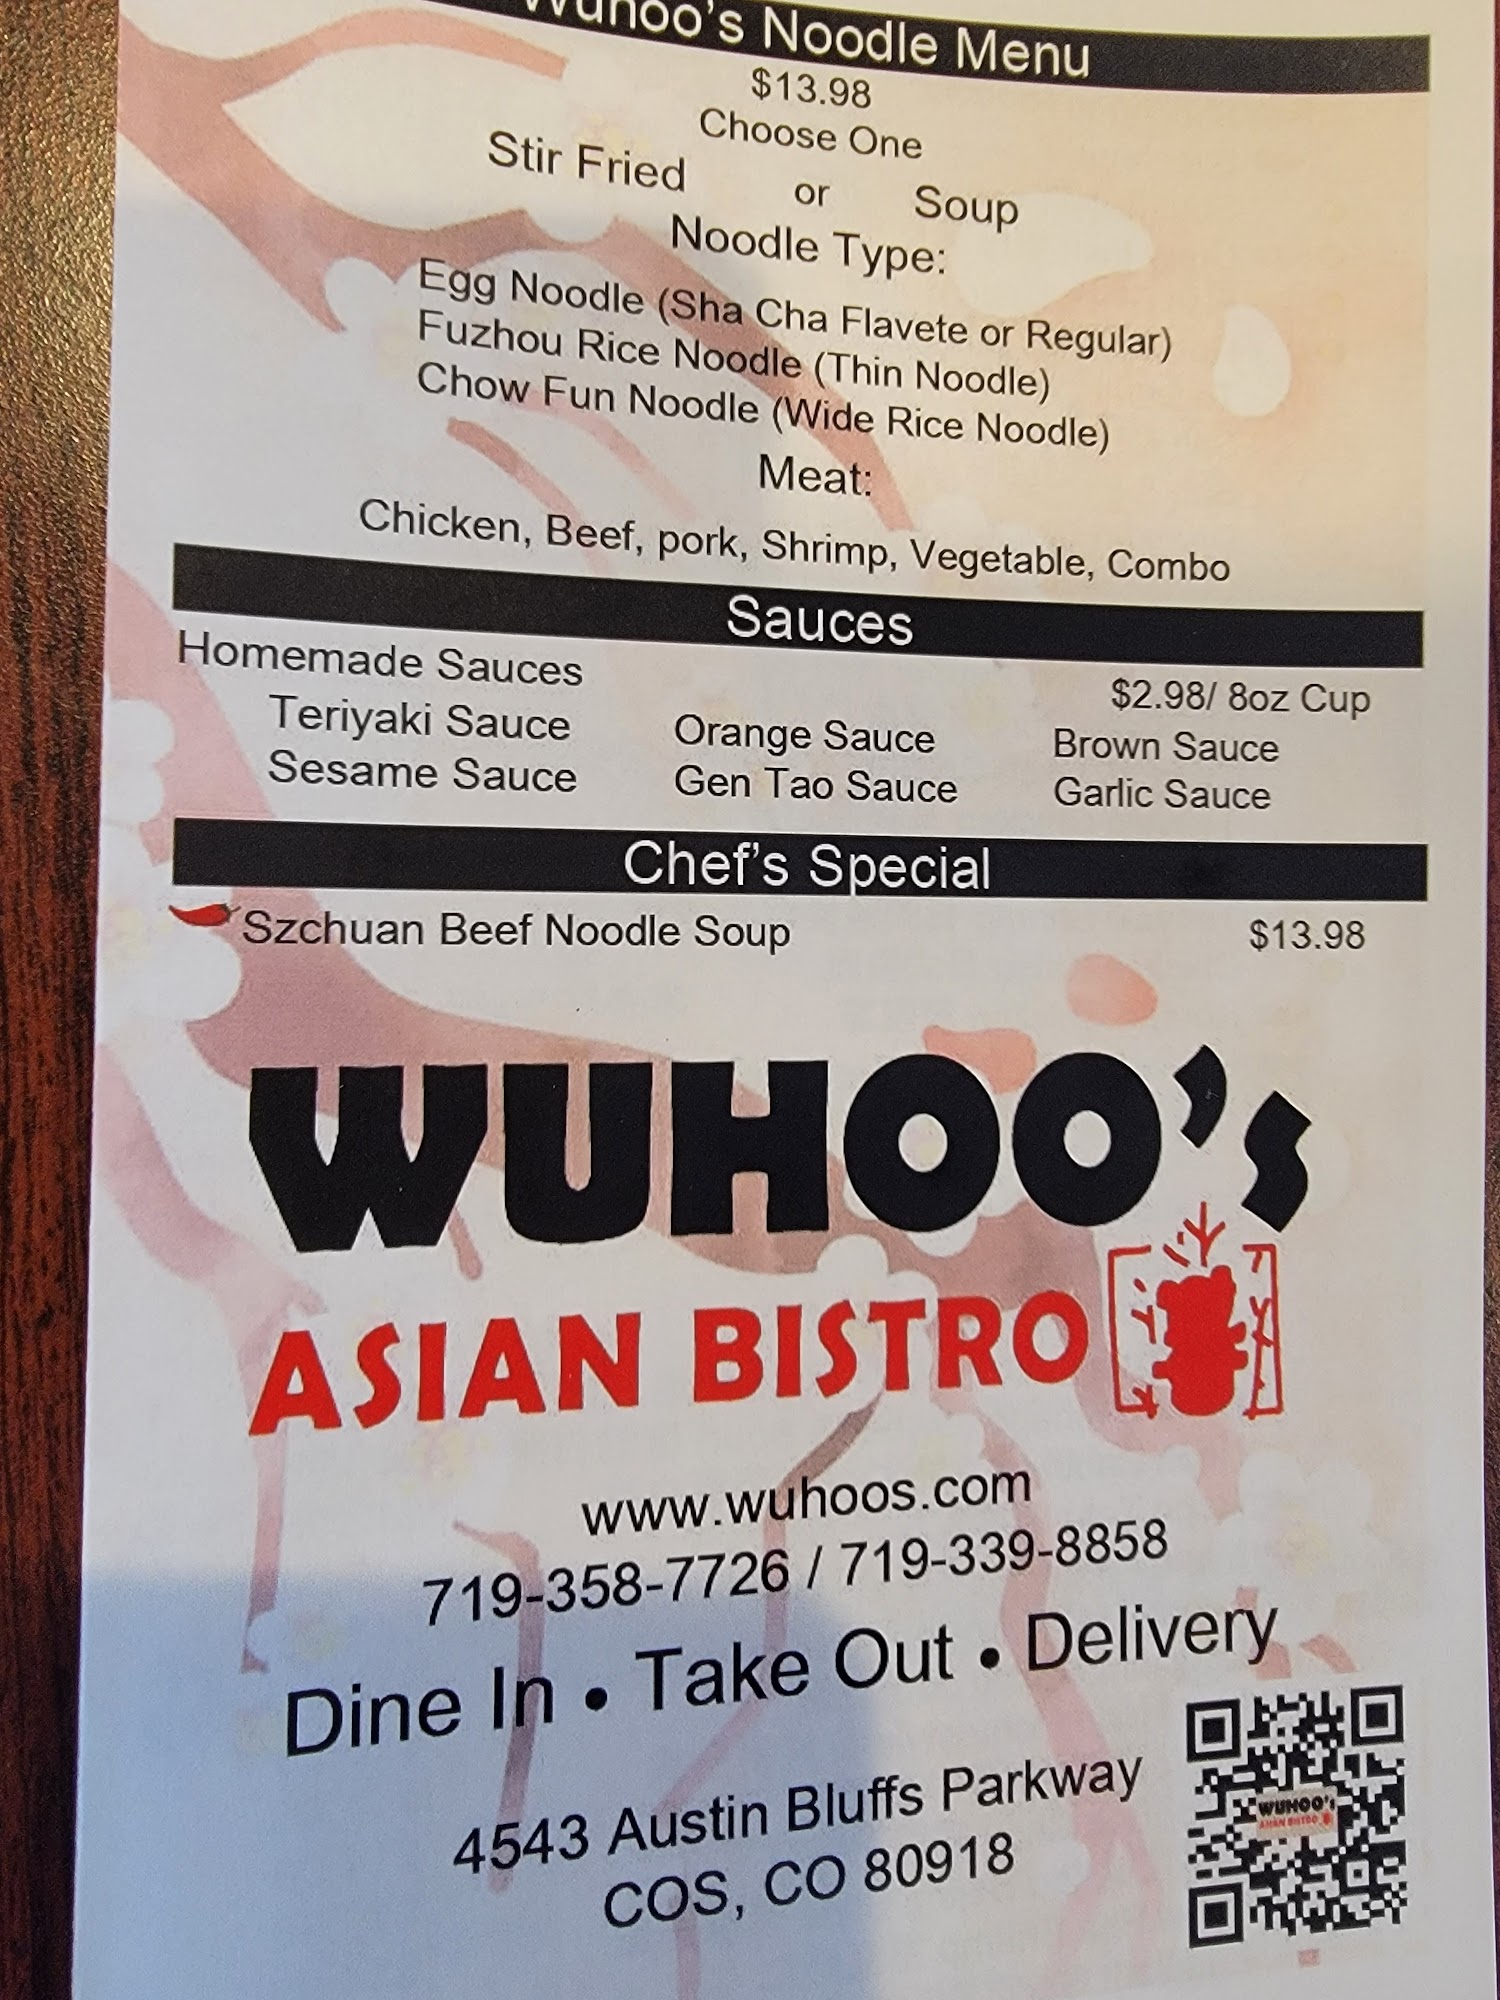 Wuhoo's Noodle Menu
$13.98
Choose One
Stir Fried or Soup
Noodle Type:
Egg Noodle (Sha Cha Flavete or Regular)
Fuzhou Rice Noodle (Thin Noodle)
Chow Fun Noodle (Wide Rice Noodle)
Meat:
Chicken, Beef, pork, Shrimp, Vegetable, Combo
Sauces
Homemade Sauces $2.98/ 8oz Cup
Teriyaki Sauce Orange Sauce Brown Sauce
Sesame Sauce Gen Tao Sauce Garlic Sauce
Chef's Special
Szchuan Beef Noodle Soup $13.98
WUHOO's
ASIAN BISTRO
www.wuhoos.com
719-358-7726 / 719-339-8858
Dine In • Take Out • Delivery
4543 Austin Bluffs Parkway
COS, CO 80918
WUHOO's
ASIAN BISTRO